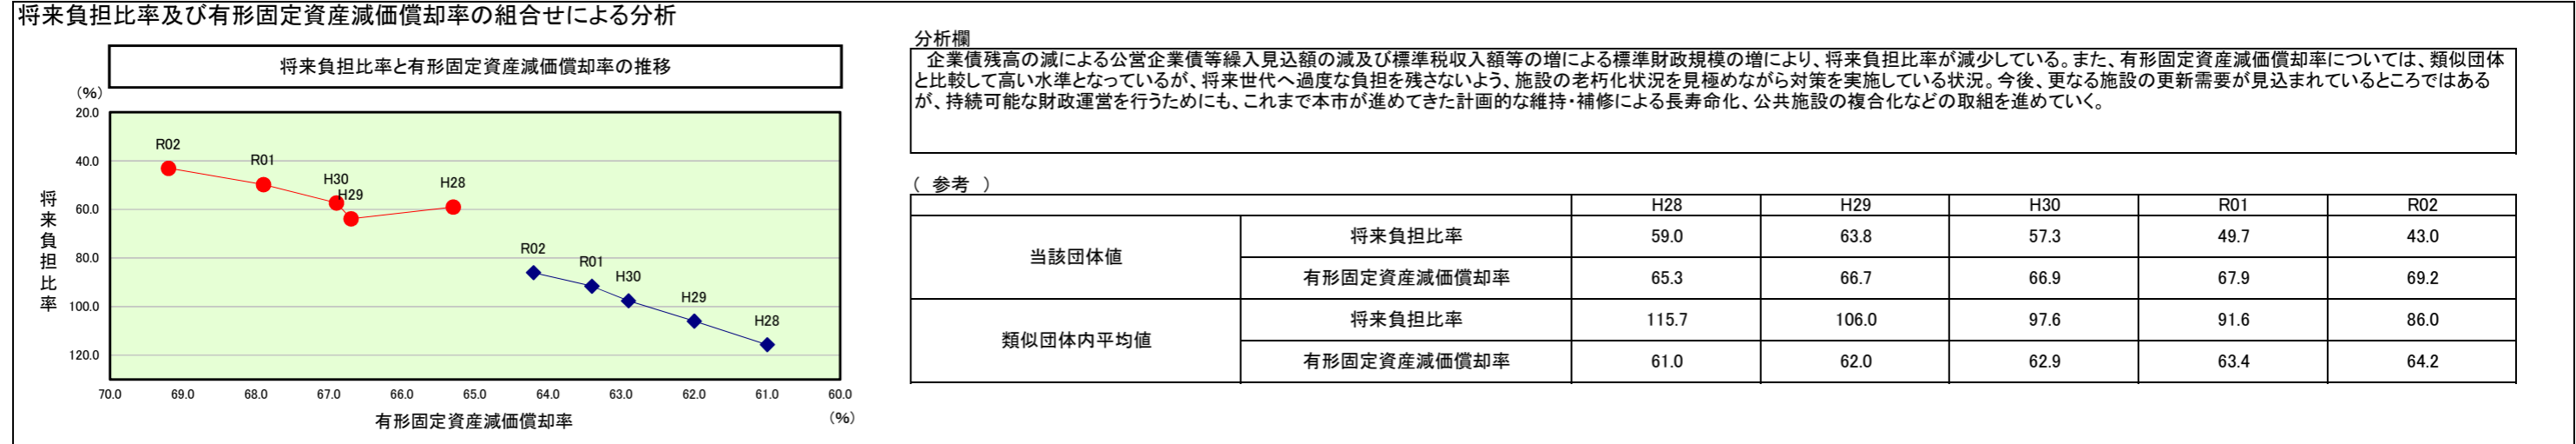 将来負担比率及び有形固定資産減価償却率の組合せによる分析
将来負担比率と有形固定資産減価償却率の推移
(%)
20.0
40.0
60.0
80.0
100.0
120.0
将来負担比率
R02
R01
H30
H29
H28
R02
R01
H30
H29
H28
70.0 69.0 68.0 67.0 66.0 65.0 64.0 63.0 62.0 61.0 60.0
有形固定資産減価償却率
(%)
分析欄
企業債残高の減による公営企業債等繰入見込額の減及び標準税収入額等の増による標準財政規模の増により、将来負担比率が減少している。また、有形固定資産減価償却率については、類似団体
と比較して高い水準となっているが、将来世代へ過度な負担を残さないよう、施設の老朽化状況を見極めながら対策を実施している状況。今後、更なる施設の更新需要が見込まれているところではある
が、持続可能な財政運営を行うためにも、これまで本市が進めてきた計画的な維持・補修による長寿命化、公共施設の複合化などの取組を進めていく。
( 参考 )
H28 H29 H30 R01 R02
当該団体値
将来負担比率 59.0 63.8 57.3 49.7 43.0
有形固定資産減価償却率 65.3 66.7 66.9 67.9 69.2
類似団体内平均値
将来負担比率 115.7 106.0 97.6 91.6 86.0
有形固定資産減価償却率 61.0 62.0 62.9 63.4 64.2